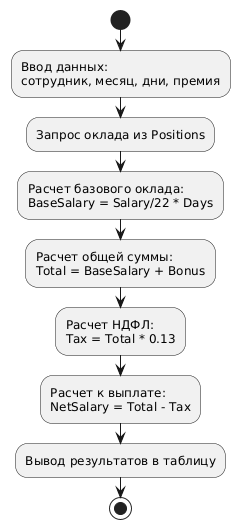 Ввод данных:
сотрудник, месяц, дни, премия
Запрос оклада из Positions
Расчет базового оклада:
BaseSalary = Salary/22 * Days
Расчет общей суммы:
Total = BaseSalary + Bonus
Расчет НДФЛ:
Tax = Total * 0.13
Расчет к выплате:
NetSalary = Total - Tax
Вывод результатов в таблицу